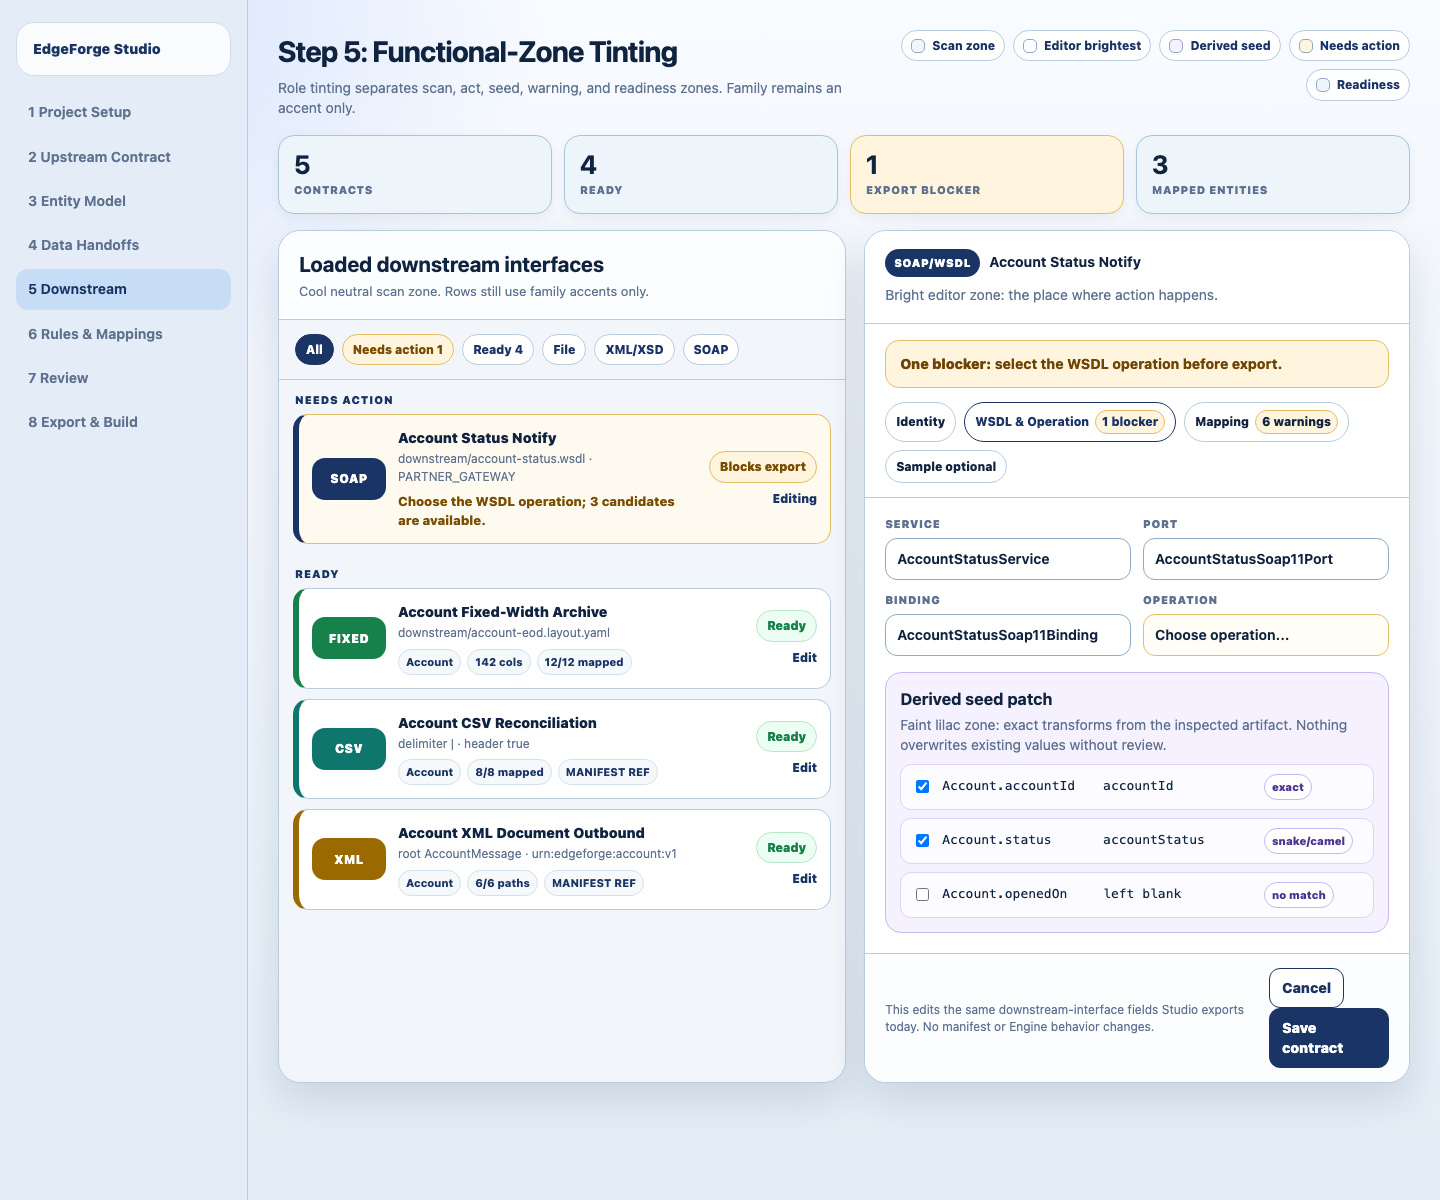 EdgeForge Studio
1 Project Setup
2 Upstream Contract
3 Entity Model
4 Data Handoffs
5 Downstream
6 Rules & Mappings
7 Review
8 Export & Build
Step 5: Functional-Zone Tinting
Role tinting separates scan, act, seed, warning, and readiness zones. Family remains an
accent only.
Scan zone
Editor brightest
Derived seed
Needs action
Readiness
5
CONTRACTS
4
READY
1
EXPORT BLOCKER
3
MAPPED ENTITIES
Loaded downstream interfaces
Cool neutral scan zone. Rows still use family accents only.
All
Needs action 1
Ready 4
File
XML/XSD
SOAP
NEEDS ACTION
SOAP
Account Status Notify
downstream/account-status.wsdl ·
PARTNER_GATEWAY
Choose the WSDL operation; 3 candidates
are available.
Blocks export
Editing
READY
FIXED
Account Fixed-Width Archive
downstream/account-eod.layout.yaml
Account
142 cols
12/12 mapped
Ready
Edit
CSV
Account CSV Reconciliation
delimiter | · header true
Account
8/8 mapped
MANIFEST REF
Ready
Edit
XML
Account XML Document Outbound
root AccountMessage · urn:edgeforge:account:v1
Account
6/6 paths
MANIFEST REF
Ready
Edit
SOAP/WSDL
Account Status Notify
Bright editor zone: the place where action happens.
One blocker: select the WSDL operation before export.
Identity
WSDL & Operation 1 blocker
Mapping 6 warnings
Sample optional
SERVICE
AccountStatusService
PORT
AccountStatusSoap11Port
BINDING
AccountStatusSoap11Binding
OPERATION
Choose operation...
Derived seed patch
Faint lilac zone: exact transforms from the inspected artifact. Nothing
overwrites existing values without review.
Account.accountId accountId exact
Account.status accountStatus snake/camel
Account.openedOn left blank no match
This edits the same downstream-interface fields Studio exports
today. No manifest or Engine behavior changes.
Cancel
Save
contract